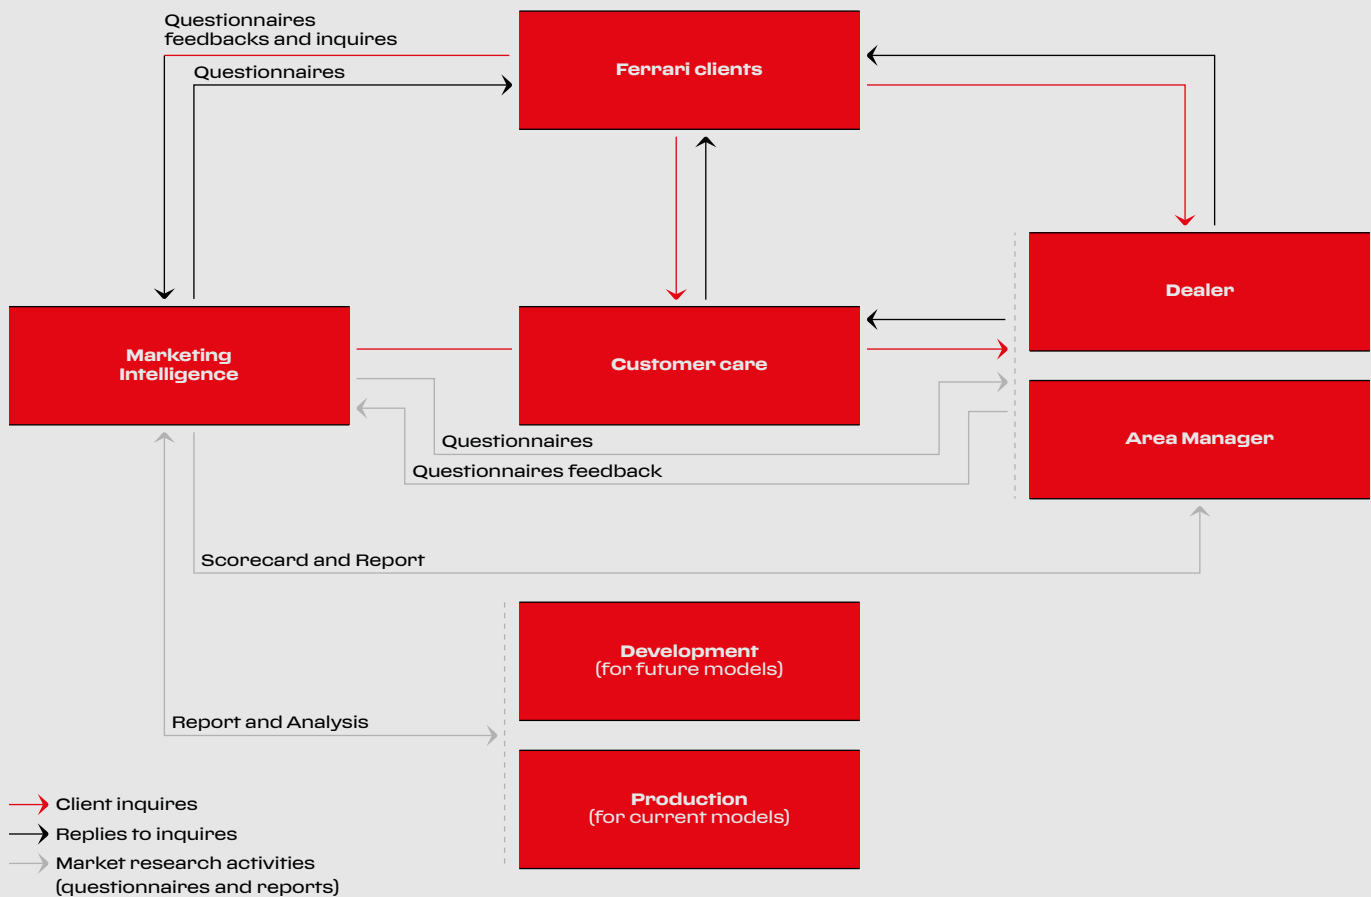 Questionnaires
feedbacks and inquires
Questionnaires
Ferrari clients
Dealer
Marketing
Intelligence
Customer care
Area Manager
Questionnaires
Questionnaires feedback
Scorecard and Report
Development
(for future models)
Report and Analysis
Production
(for current models)
Client inquires
Replies to inquires
Market research activities
(questionnaires and reports)